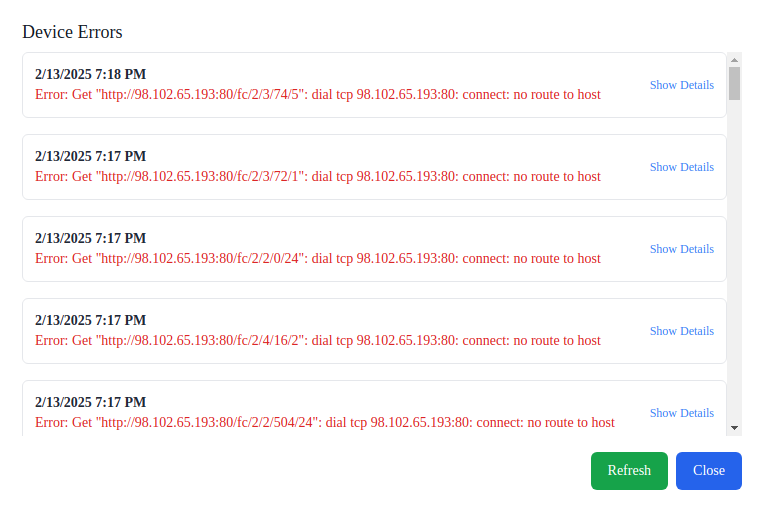 Device Errors
2/13/2025 7:18 PM
Error: Get "http://98.102.65.193:80/fc/2/3/74/5": dial tcp 98.102.65.193:80: connect: no route to host
Show Details
2/13/2025 7:17 PM
Error: Get "http://98.102.65.193:80/fc/2/3/72/1": dial tcp 98.102.65.193:80: connect: no route to host
Show Details
2/13/2025 7:17 PM
Error: Get "http://98.102.65.193:80/fc/2/2/0/24": dial tcp 98.102.65.193:80: connect: no route to host
Show Details
2/13/2025 7:17 PM
Error: Get "http://98.102.65.193:80/fc/2/4/16/2": dial tcp 98.102.65.193:80: connect: no route to host
Show Details
2/13/2025 7:17 PM
Error: Get "http://98.102.65.193:80/fc/2/2/504/24": dial tcp 98.102.65.193:80: connect: no route to host
Show Details
Refresh
Close